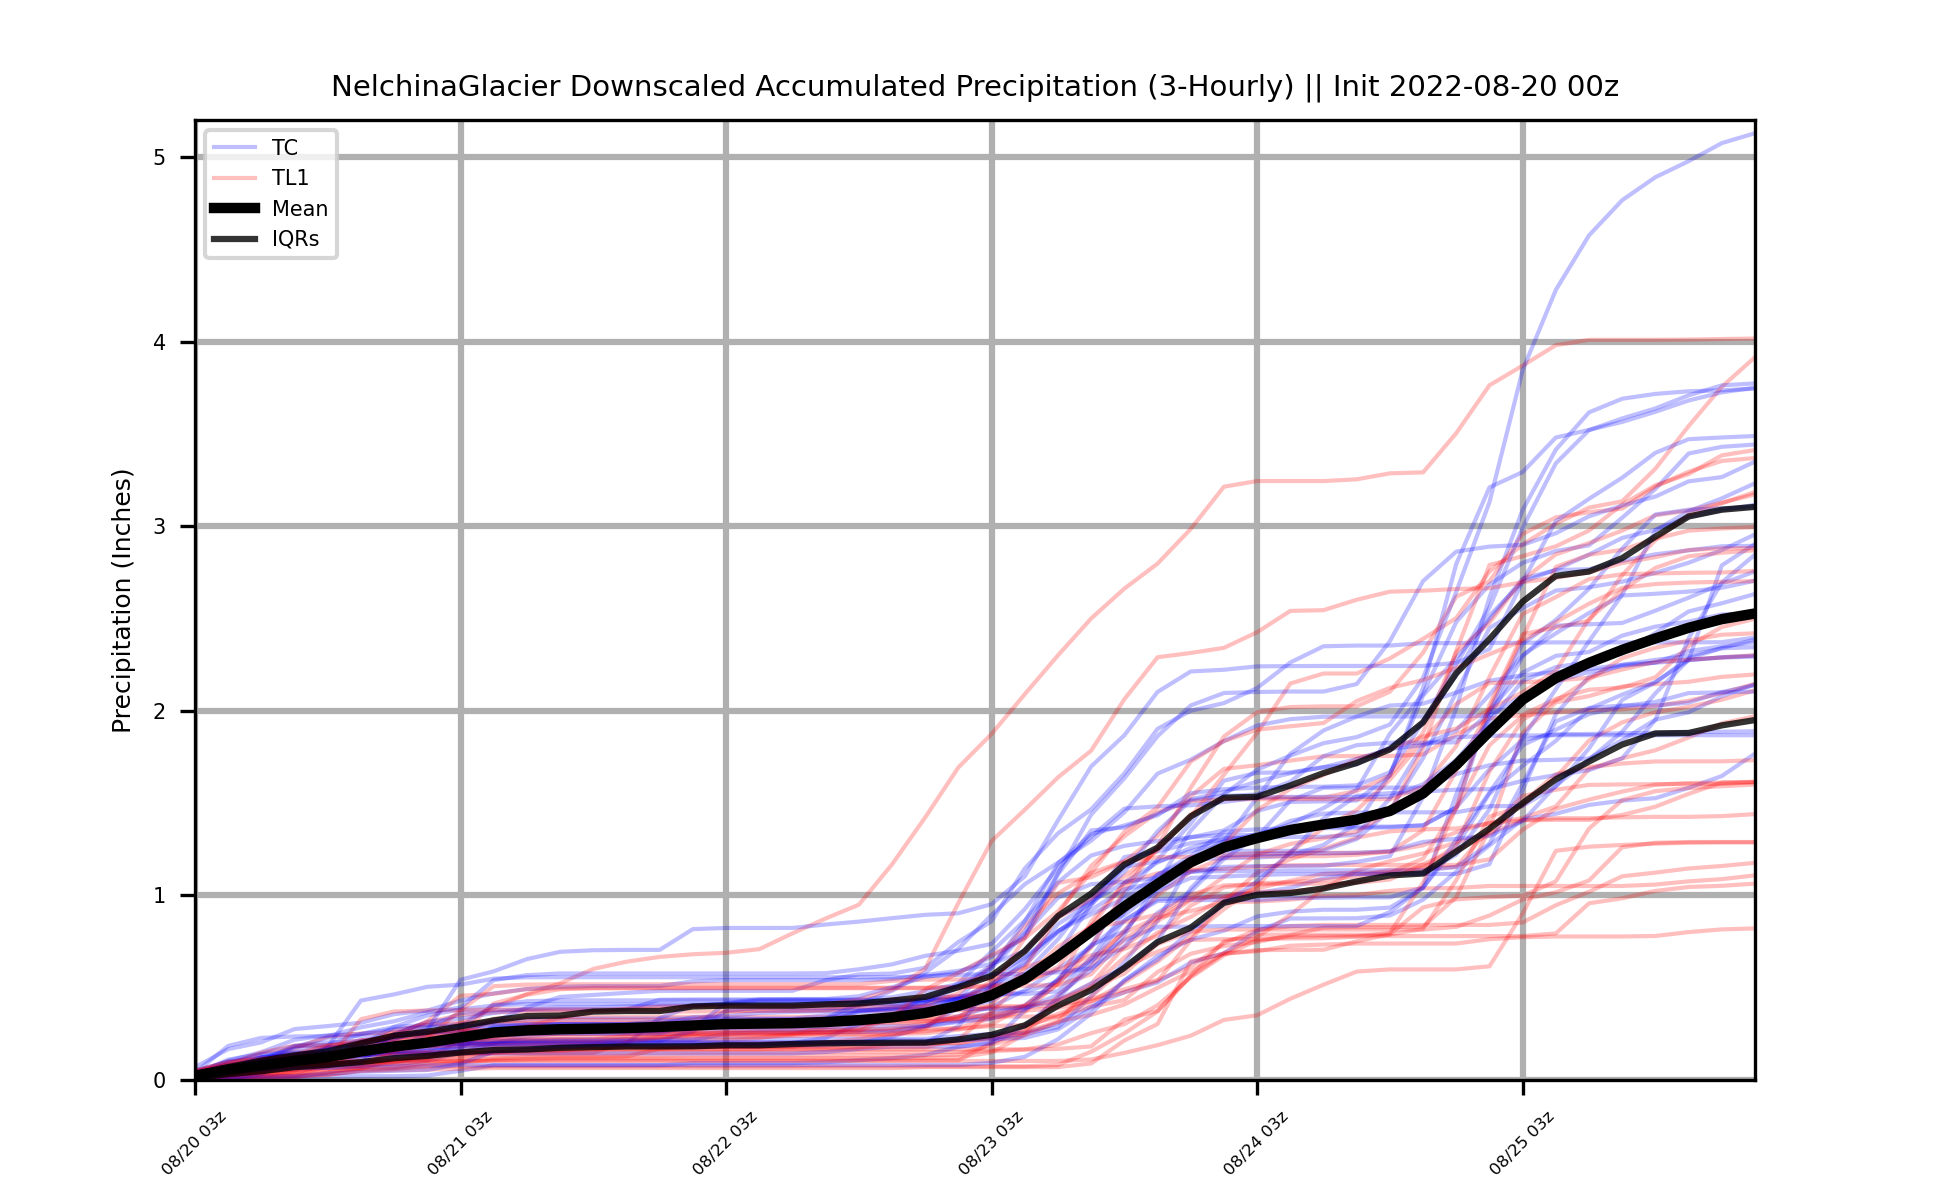 NelchinaGlacier Downscaled Accumulated Precipitation (3-Hourly) || Init 2022-08-20 00z
TC
TL1
Mean
IQRs
Precipitation (Inches)
5
4
3
2
1
0
08/20 03z
08/21 03z
08/22 03z
08/23 03z
08/24 03z
08/25 03z